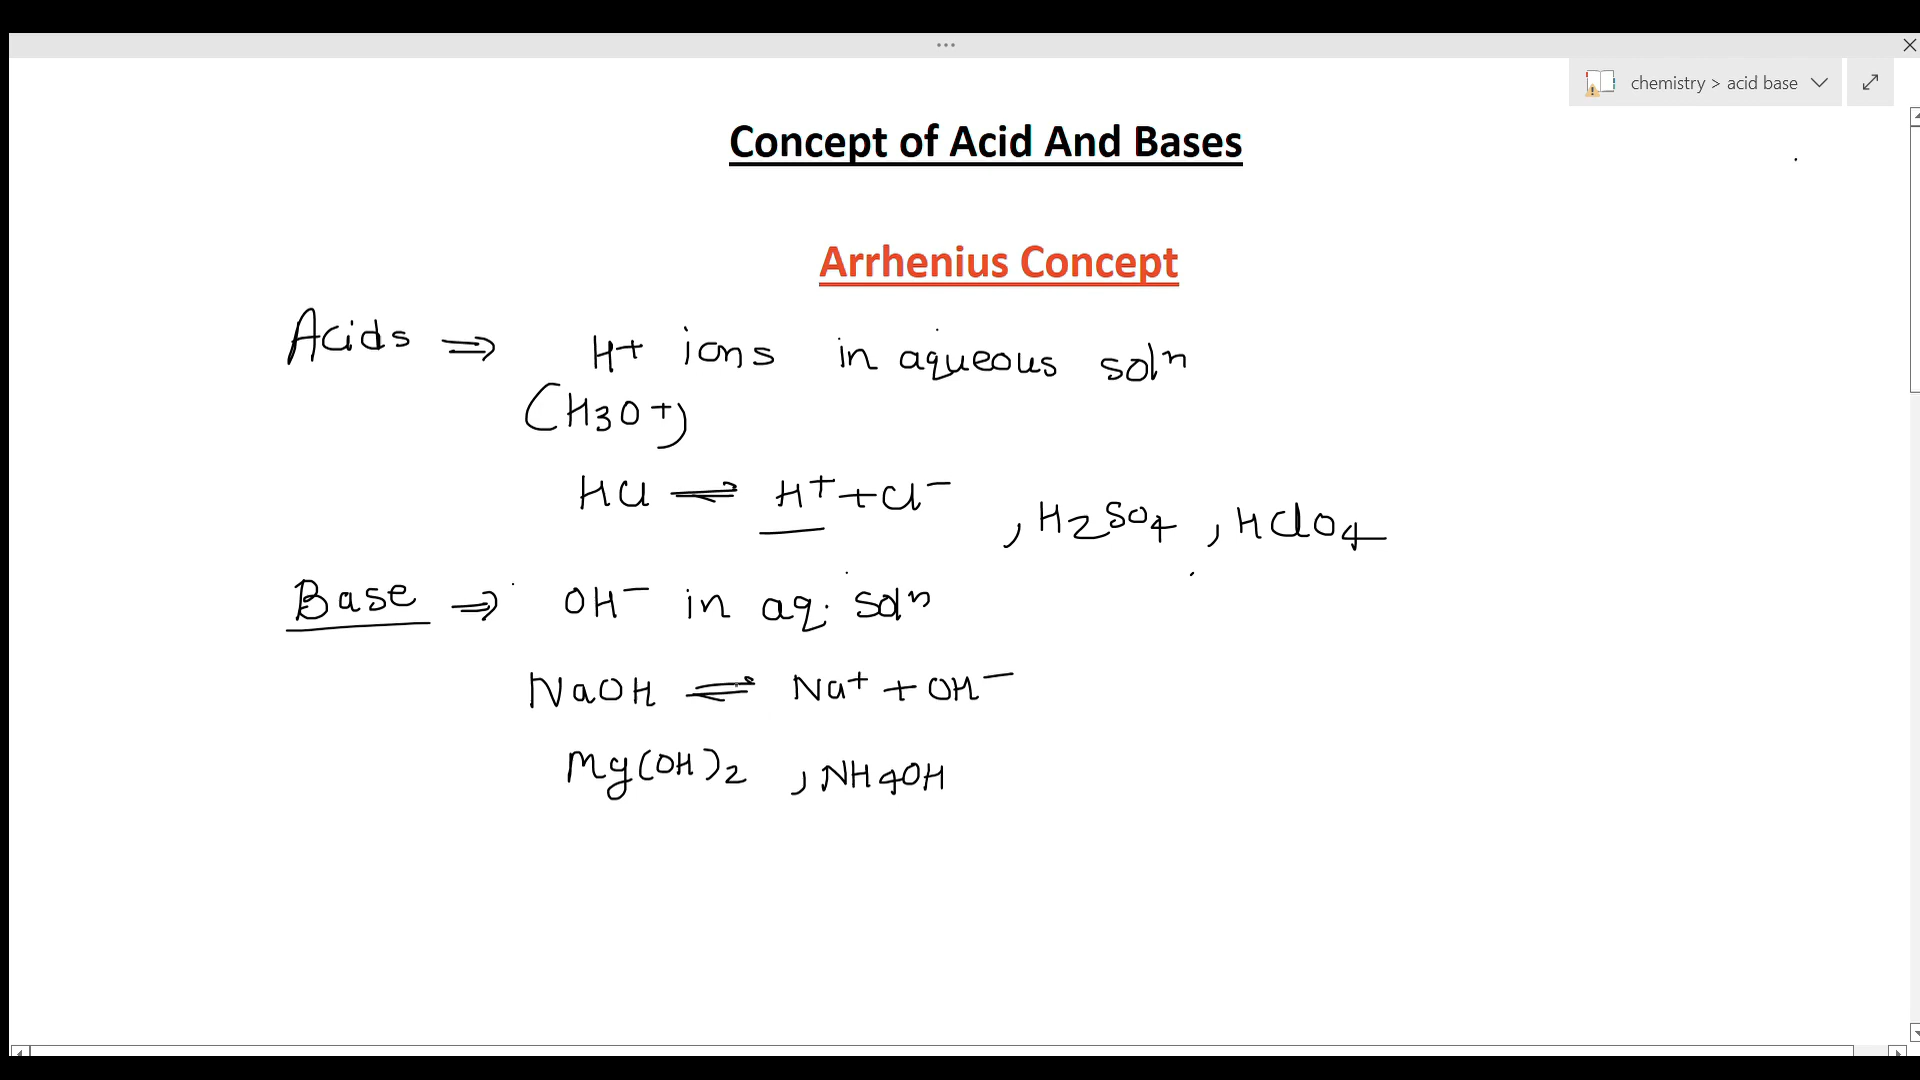 chemistry > acid base
Concept of Acid And Bases
Arrhenius Concept
Acids ⇒ H+ ions in aqueous solⁿ
(H3O+)
HCl ⇌ H⁺ + Cl⁻ , H2SO4 , HClO4
Base ⇒ OH⁻ in aq. solⁿ
NaOH ⇌ Na⁺ + OH⁻
Mg(OH)2 , NH4OH